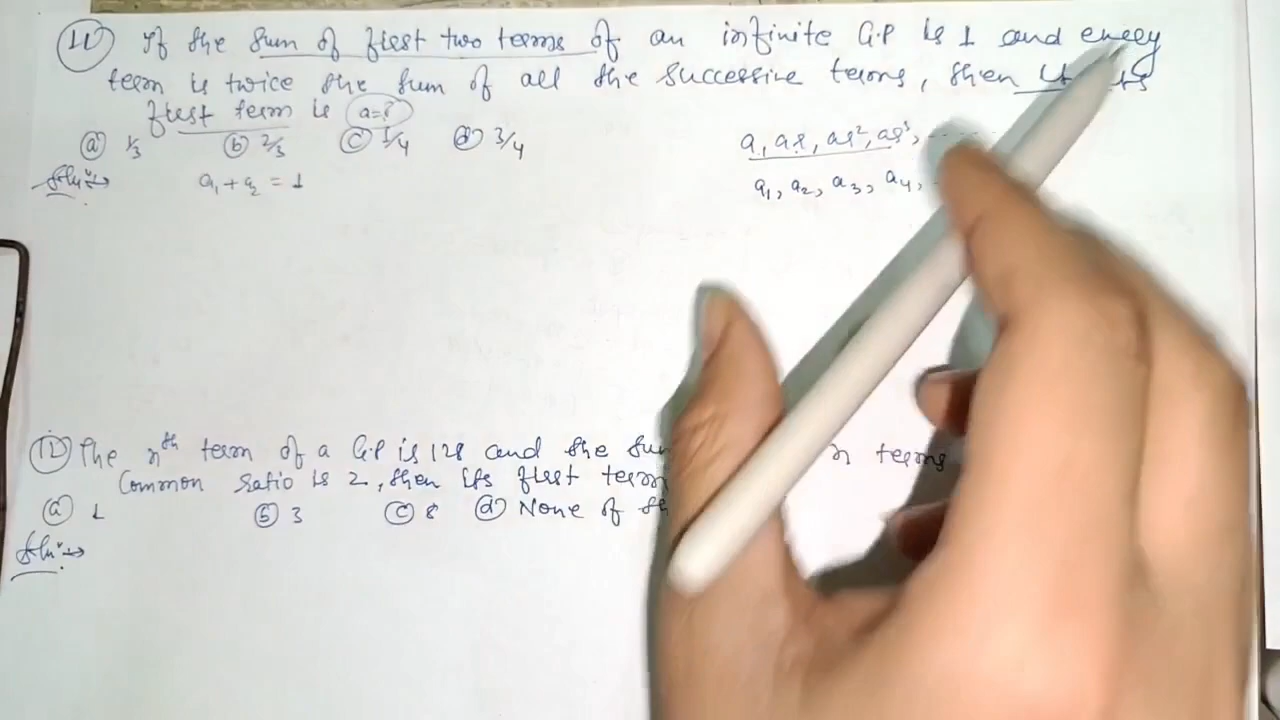 11 If the sum of first two terms of an infinite G.P is 1 and every
term is twice the sum of all the successive terms, then its
first term is a=?
(a) 1/3 (b) 2/3 (c) 1/4 (d) 3/4
a, ar, ar², ar³,
Soln:→ a₁+a₂ = 1
a₁, a₂, a₃, a₄,
12 The nth term of a G.P is 128 and the n terms
Common ratio is 2, then its first term
(a) 1 (b) 3 (c) 8 (d) None of
Soln:→